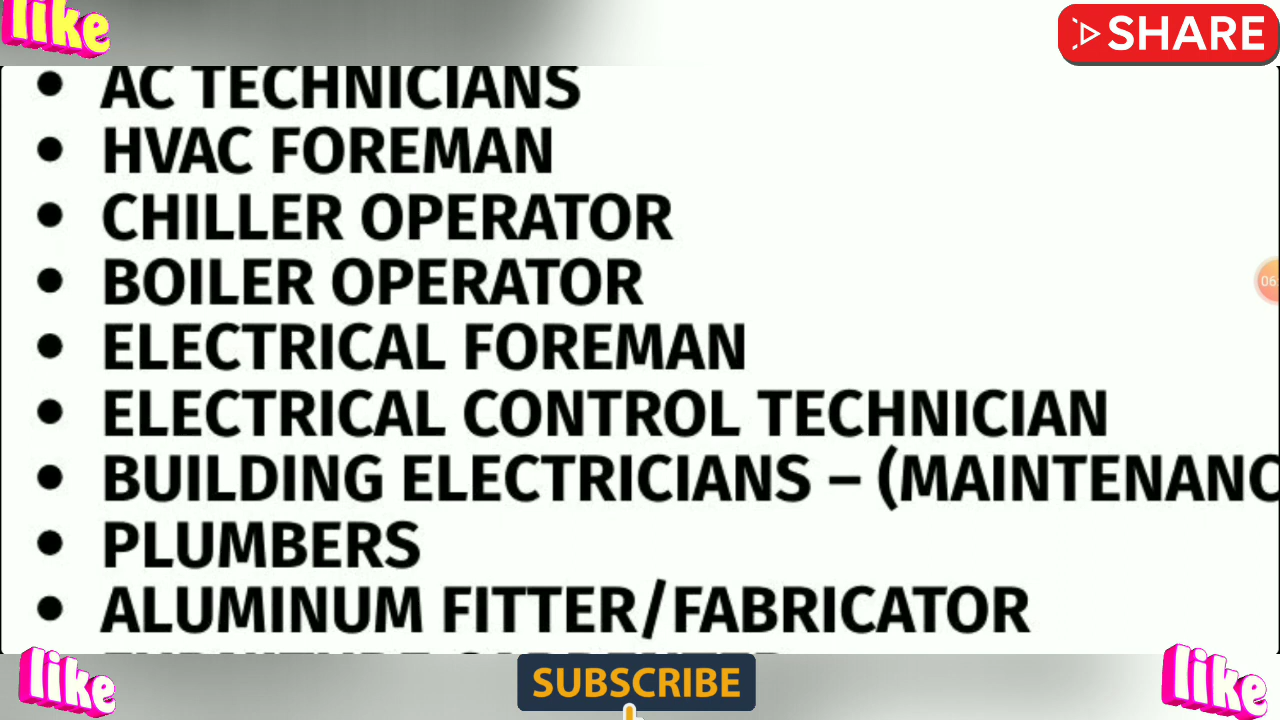 like
SHARE
• AC TECHNICIANS
• HVAC FOREMAN
• CHILLER OPERATOR
• BOILER OPERATOR
06
• ELECTRICAL FOREMAN
• ELECTRICAL CONTROL TECHNICIAN
• BUILDING ELECTRICIANS – (MAINTENANC
• PLUMBERS
• ALUMINUM FITTER/FABRICATOR
like
SUBSCRIBE
like